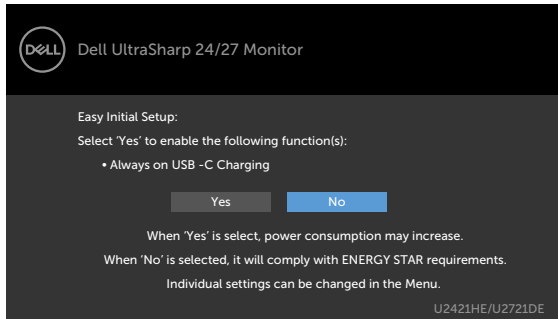 DELL
Dell UltraSharp 24/27 Monitor
Easy Initial Setup:
Select 'Yes' to enable the following function(s):
• Always on USB -C Charging
Yes
No
When 'Yes' is select, power consumption may increase.
When 'No' is selected, it will comply with ENERGY STAR requirements.
Individual settings can be changed in the Menu.
U2421HE/U2721DE